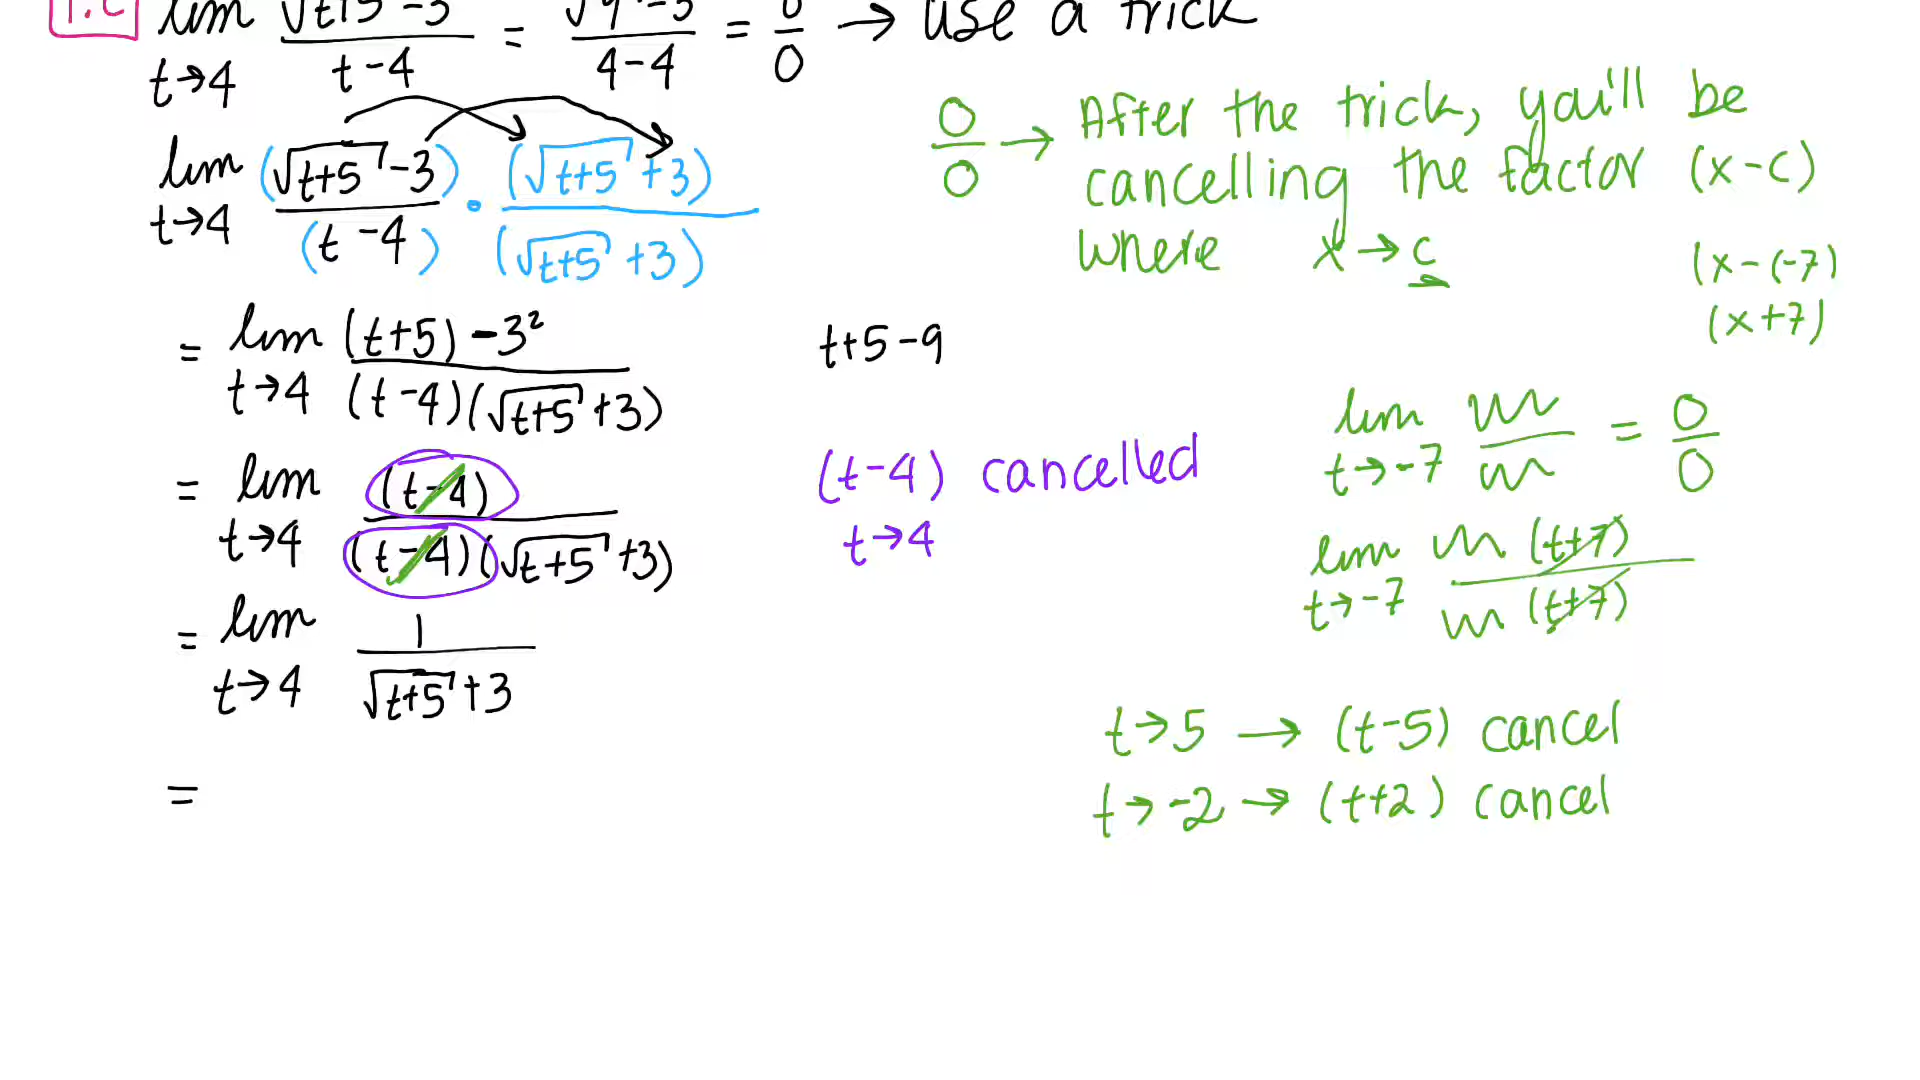 1.c lim √t+5 -3 / t-4 = √9 -3 / 4-4 = 0/0 → use a trick
t→4
lim (√t+5 -3) / (t-4) · (√t+5 +3) / (√t+5 +3)
t→4
= lim (t+5) -3² / (t-4)(√t+5 +3)
t→4
t+5-9
= lim (t-4) / (t-4)(√t+5 +3)
t→4
(t-4) cancelled
t→4
= lim 1 / √t+5 +3
t→4
=
0/0 → After the trick, you'll be
cancelling the factor (x-c)
where x→c
(x-(-7)
(x+7)
lim = 0/0
t→-7
lim (t+7) / (t+7)
t→-7
t→5 → (t-5) cancel
t→-2 → (t+2) cancel